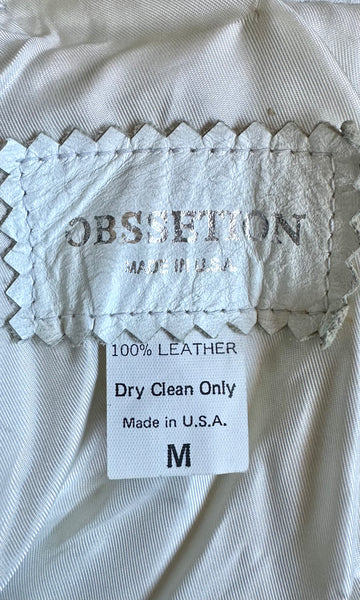 OBSSETION
MADE IN U.S.A.
100% LEATHER
Dry Clean Only
Made in U.S.A.
M